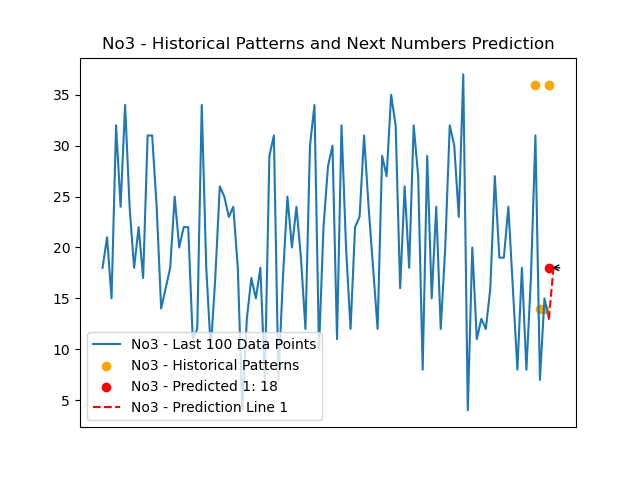 No3 - Historical Patterns and Next Numbers Prediction
35
30
25
20
15
10
5
No3 - Last 100 Data Points
No3 - Historical Patterns
No3 - Predicted 1: 18
No3 - Prediction Line 1